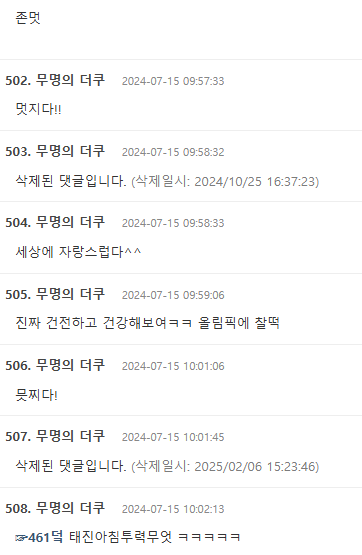 존멋
502. 무명의 더쿠 2024-07-15 09:57:33
멋지다!!
503. 무명의 더쿠 2024-07-15 09:58:32
삭제된 댓글입니다. (삭제일시: 2024/10/25 16:37:23)
504. 무명의 더쿠 2024-07-15 09:58:33
세상에 자랑스럽다^^
505. 무명의 더쿠 2024-07-15 09:59:06
진짜 건전하고 건강해보여ㅋㅋ 올림픽에 찰떡
506. 무명의 더쿠 2024-07-15 10:01:06
믓찌다!
507. 무명의 더쿠 2024-07-15 10:01:45
삭제된 댓글입니다. (삭제일시: 2025/02/06 15:23:46)
508. 무명의 더쿠 2024-07-15 10:02:13
☞461덬 태진아침투력무엇 ㅋㅋㅋㅋㅋ